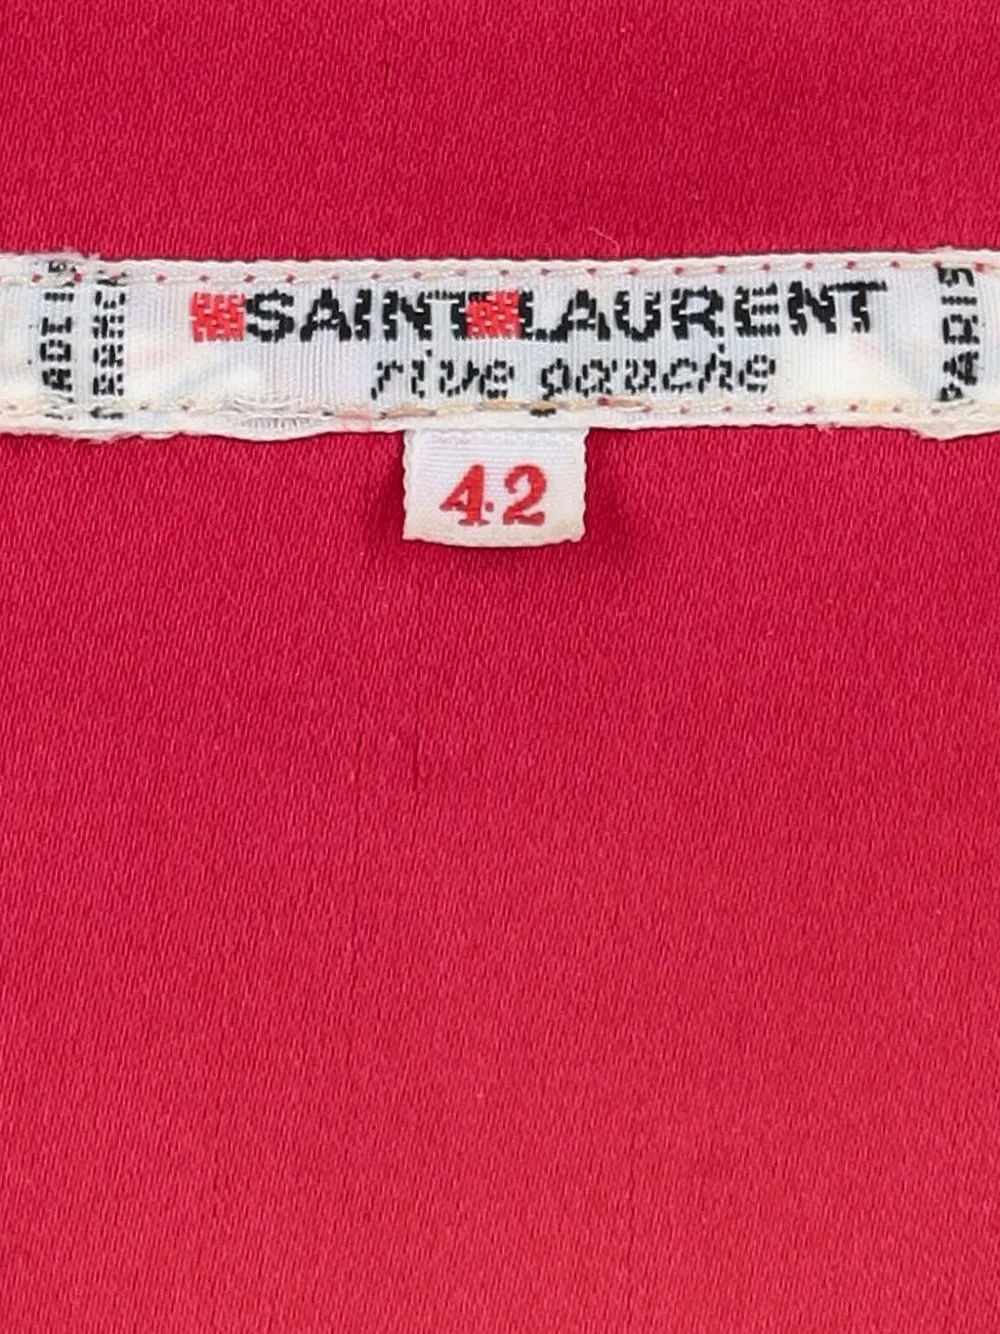 SAINT LAURENT
rive gauche
PARIS
42